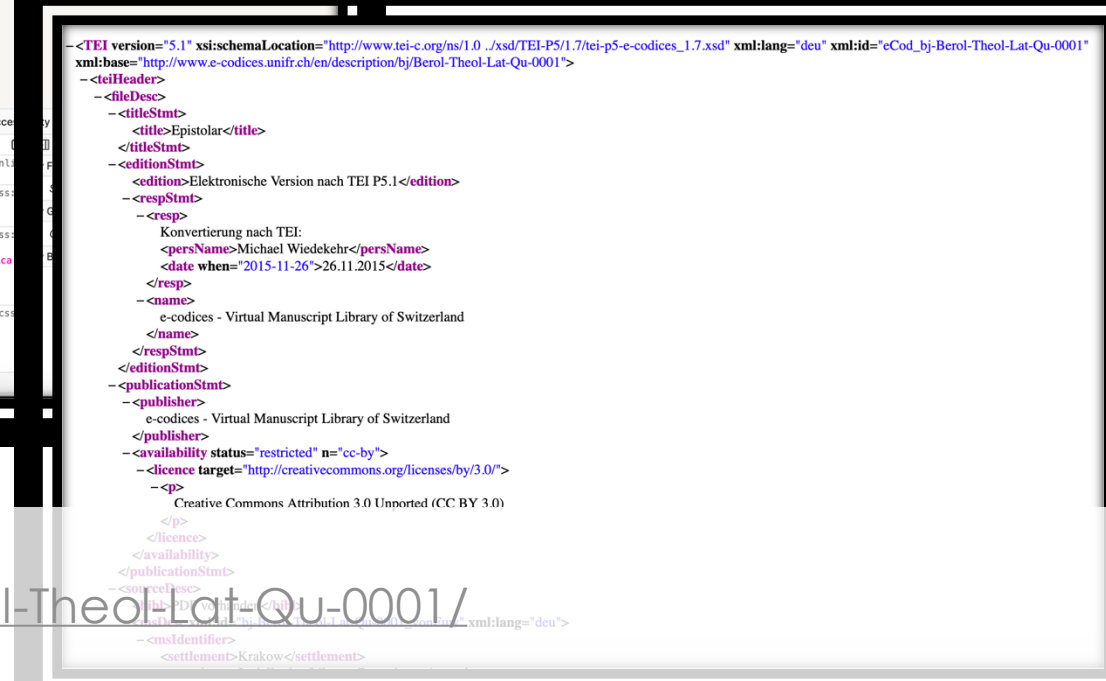 −<TEI version="5.1" xsi:schemaLocation="http://www.tei-c.org/ns/1.0 ../xsd/TEI-P5/1.7/tei-p5-e-codices_1.7.xsd" xml:lang="deu" xml:id="eCod_bj-Berol-Theol-Lat-Qu-0001"
xml:base="http://www.e-codices.unifr.ch/en/description/bj/Berol-Theol-Lat-Qu-0001">
−<teiHeader>
−<fileDesc>
−<titleStmt>
<title>Epistolar</title>
</titleStmt>
−<editionStmt>
<edition>Elektronische Version nach TEI P5.1</edition>
−<respStmt>
−<resp>
Konvertierung nach TEI:
<persName>Michael Wiedekehr</persName>
<date when="2015-11-26">26.11.2015</date>
</resp>
−<name>
e-codices - Virtual Manuscript Library of Switzerland
</name>
</respStmt>
</editionStmt>
−<publicationStmt>
−<publisher>
e-codices - Virtual Manuscript Library of Switzerland
</publisher>
−<availability status="restricted" n="cc-by">
−<licence target="http://creativecommons.org/licenses/by/3.0/">
−<p>
Creative Commons Attribution 3.0 Unported (CC BY 3.0)
</p>
</licence>
</availability>
</publicationStmt>
−<sourceDesc>
l-Theol-Lat-Qu-0001/
xml:lang="deu">
−<msIdentifier>
<settlement>Krakow</settlement>